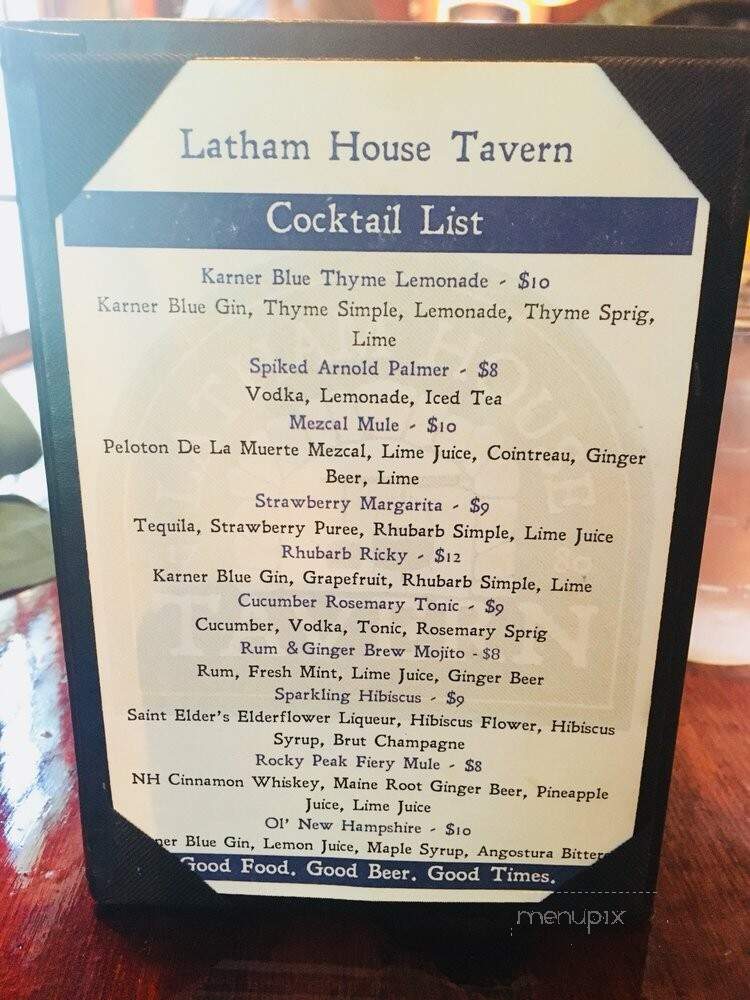 Latham House Tavern
Cocktail List
Karner Blue Thyme Lemonade - $10
Karner Blue Gin, Thyme Simple, Lemonade, Thyme Sprig,
Lime
Spiked Arnold Palmer - $8
Vodka, Lemonade, Iced Tea
Mezcal Mule - $10
Peloton De La Muerte Mezcal, Lime Juice, Cointreau, Ginger
Beer, Lime
Strawberry Margarita - $9
Tequila, Strawberry Puree, Rhubarb Simple, Lime Juice
Rhubarb Ricky - $12
Karner Blue Gin, Grapefruit, Rhubarb Simple, Lime
Cucumber Rosemary Tonic - $9
Cucumber, Vodka, Tonic, Rosemary Sprig
Rum & Ginger Brew Mojito - $8
Rum, Fresh Mint, Lime Juice, Ginger Beer
Sparkling Hibiscus - $9
Saint Elder's Elderflower Liqueur, Hibiscus Flower, Hibiscus
Syrup, Brut Champagne
Rocky Peak Fiery Mule - $8
NH Cinnamon Whiskey, Maine Root Ginger Beer, Pineapple
Juice, Lime Juice
Ol' New Hampshire - $10
ner Blue Gin, Lemon Juice, Maple Syrup, Angostura Bitter
Good Food. Good Beer. Good Times.
menupix